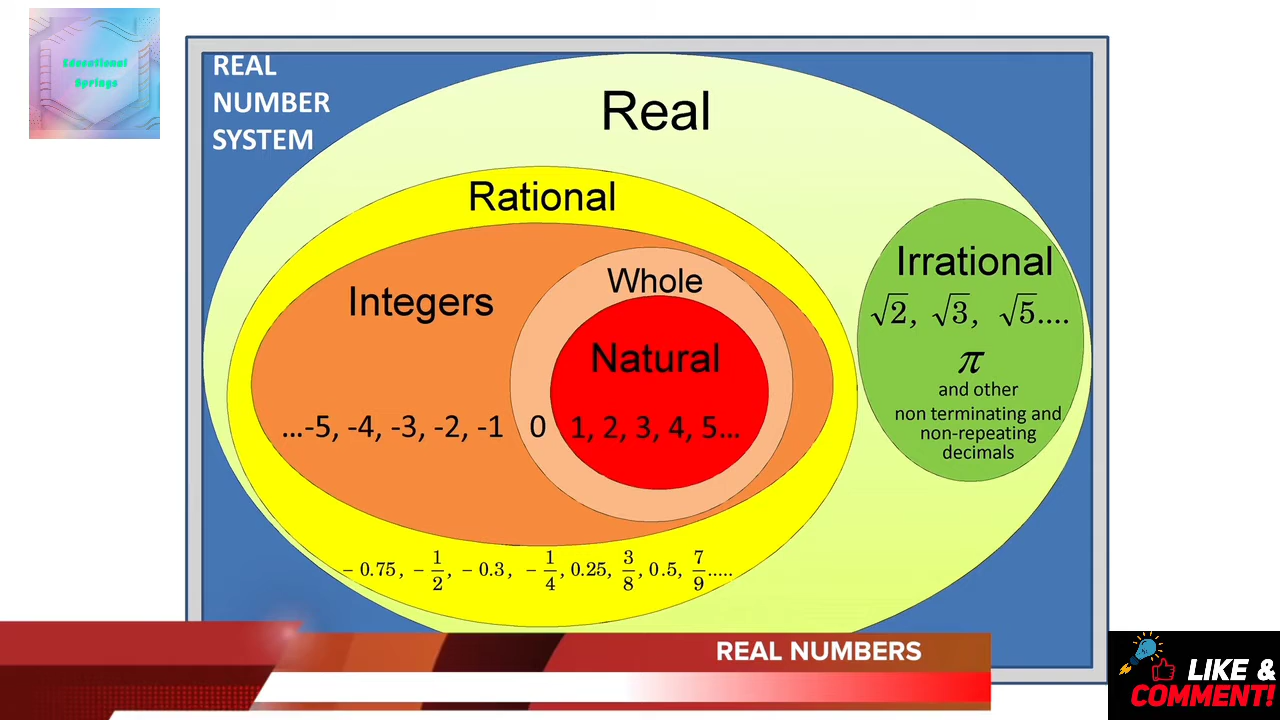 Educational
Springs
REAL
NUMBER
SYSTEM
Real
Rational
Integers
Whole
Natural
…-5, -4, -3, -2, -1 0 1, 2, 3, 4, 5…
- 0.75, - 1/2, - 0.3, - 1/4, 0.25, 3/8, 0.5, 7/9.....
Irrational
√2, √3, √5....
π
and other
non terminating and
non-repeating
decimals
REAL NUMBERS
LIKE &
COMMENT!